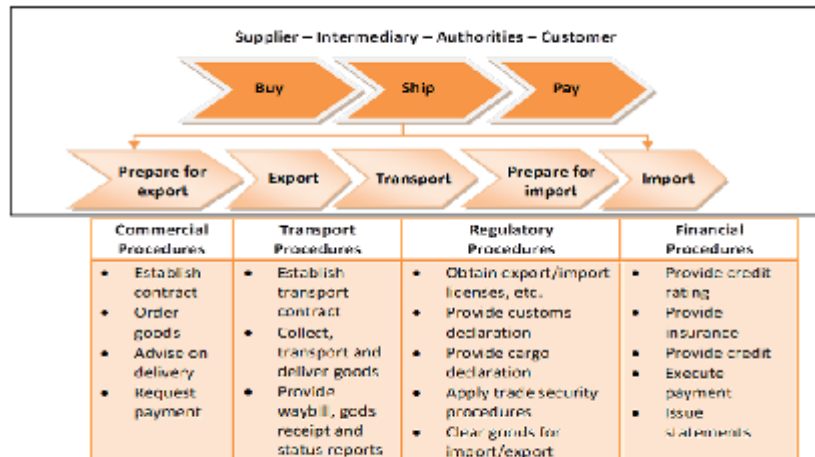 Supplier – Intermediary – Authorities – Customer
Buy
Ship
Pay
Prepare for
export
Export
Transport
Prepare for
import
Import
Commercial
Procedures
• Establish
contract
• Order
goods
• Advise on
delivery
• Request
payment
Transport
Procedures
• Establish
transport
contract
• Collect,
transport and
deliver goods
• Provide
waybill, gods
receipt and
status reports
Regulatory
Procedures
• Obtain export/import
licenses, etc.
• Provide customs
declaration
• Provide cargo
declaration
• Apply trade security
procedures
• Clear goods for
import/export
Financial
Procedures
• Provide credit
rating
• Provide
insurance
• Provide credit
• Execute
payment
• Issue
statements